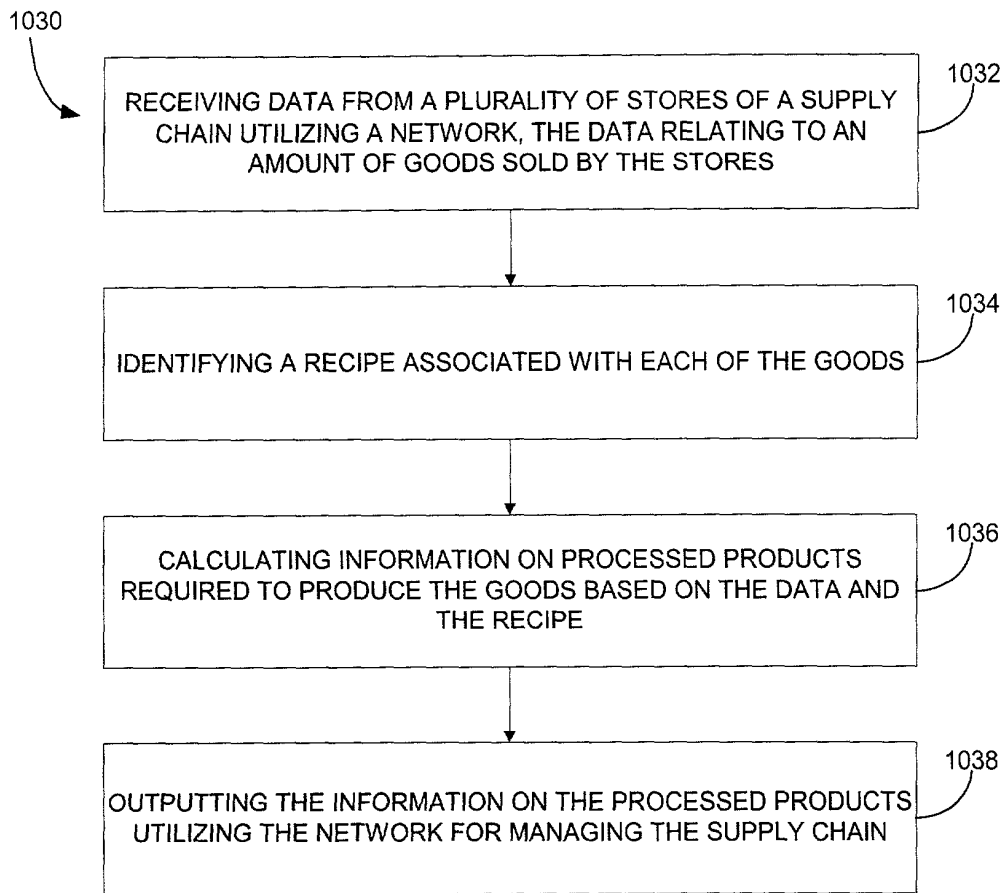 1030
1032
RECEIVING DATA FROM A PLURALITY OF STORES OF A SUPPLY
CHAIN UTILIZING A NETWORK, THE DATA RELATING TO AN
AMOUNT OF GOODS SOLD BY THE STORES
1034
IDENTIFYING A RECIPE ASSOCIATED WITH EACH OF THE GOODS
1036
CALCULATING INFORMATION ON PROCESSED PRODUCTS
REQUIRED TO PRODUCE THE GOODS BASED ON THE DATA AND
THE RECIPE
1038
OUTPUTTING THE INFORMATION ON THE PROCESSED PRODUCTS
UTILIZING THE NETWORK FOR MANAGING THE SUPPLY CHAIN